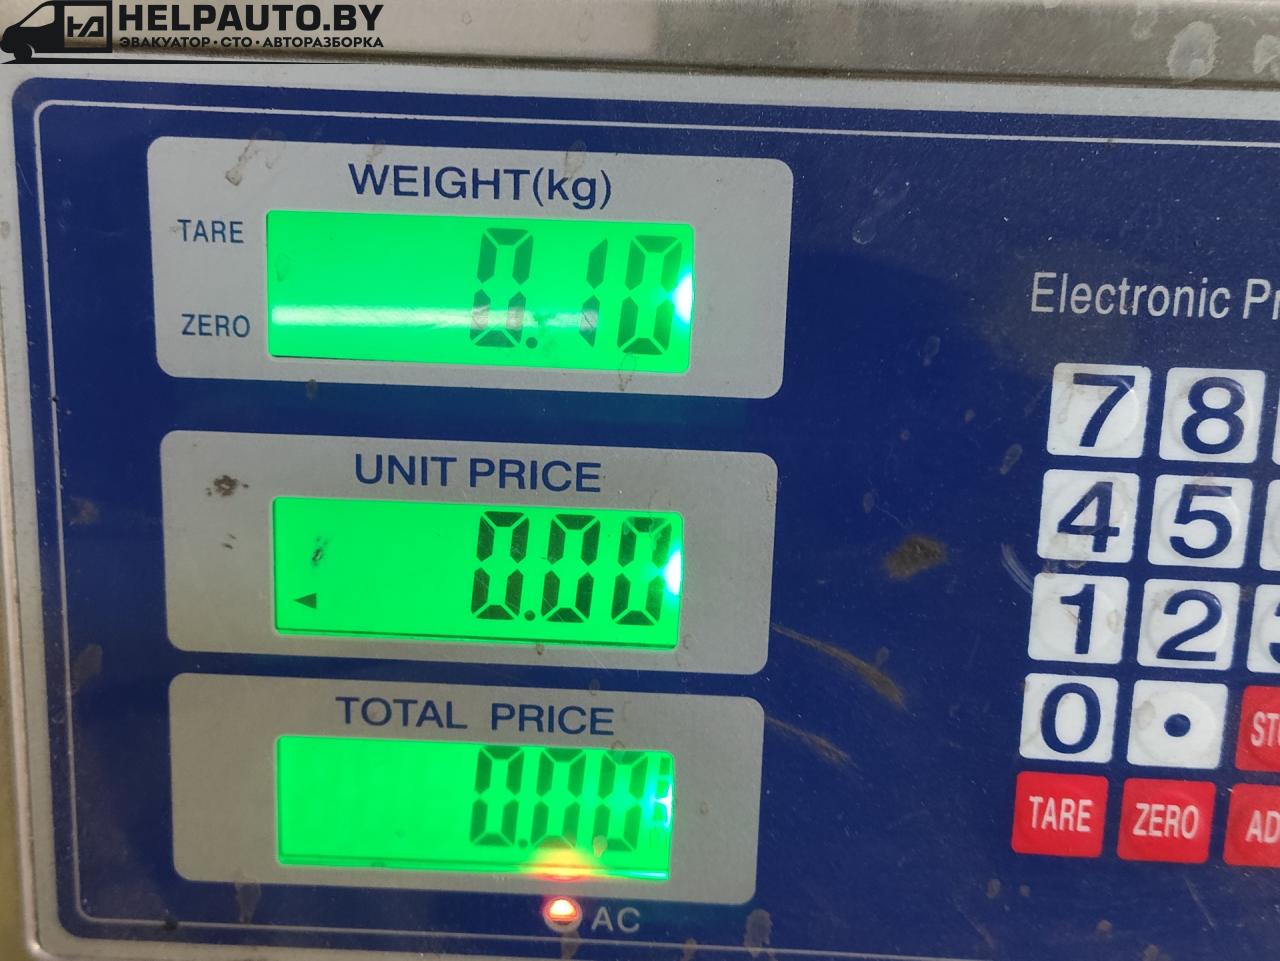 HELPAUTO.BY
ЭВАКУАТОР • СТО • АВТОРАЗБОРКА
WEIGHT(kg)
TARE
0.10
ZERO
Electronic
7 8
UNIT PRICE
4 5
0.00
1 2
TOTAL PRICE
0 •
0.00
TARE ZERO
AC